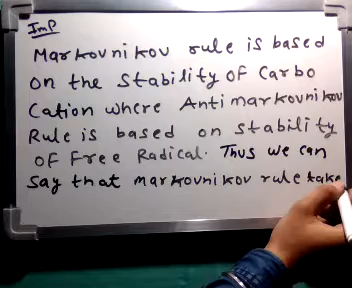 ImP
Markovnikov rule is based
on the stability of Carbo
Cation where Antimarkovnikov
Rule is based on stability
of Free Radical. Thus we can
say that markovnikov rule take